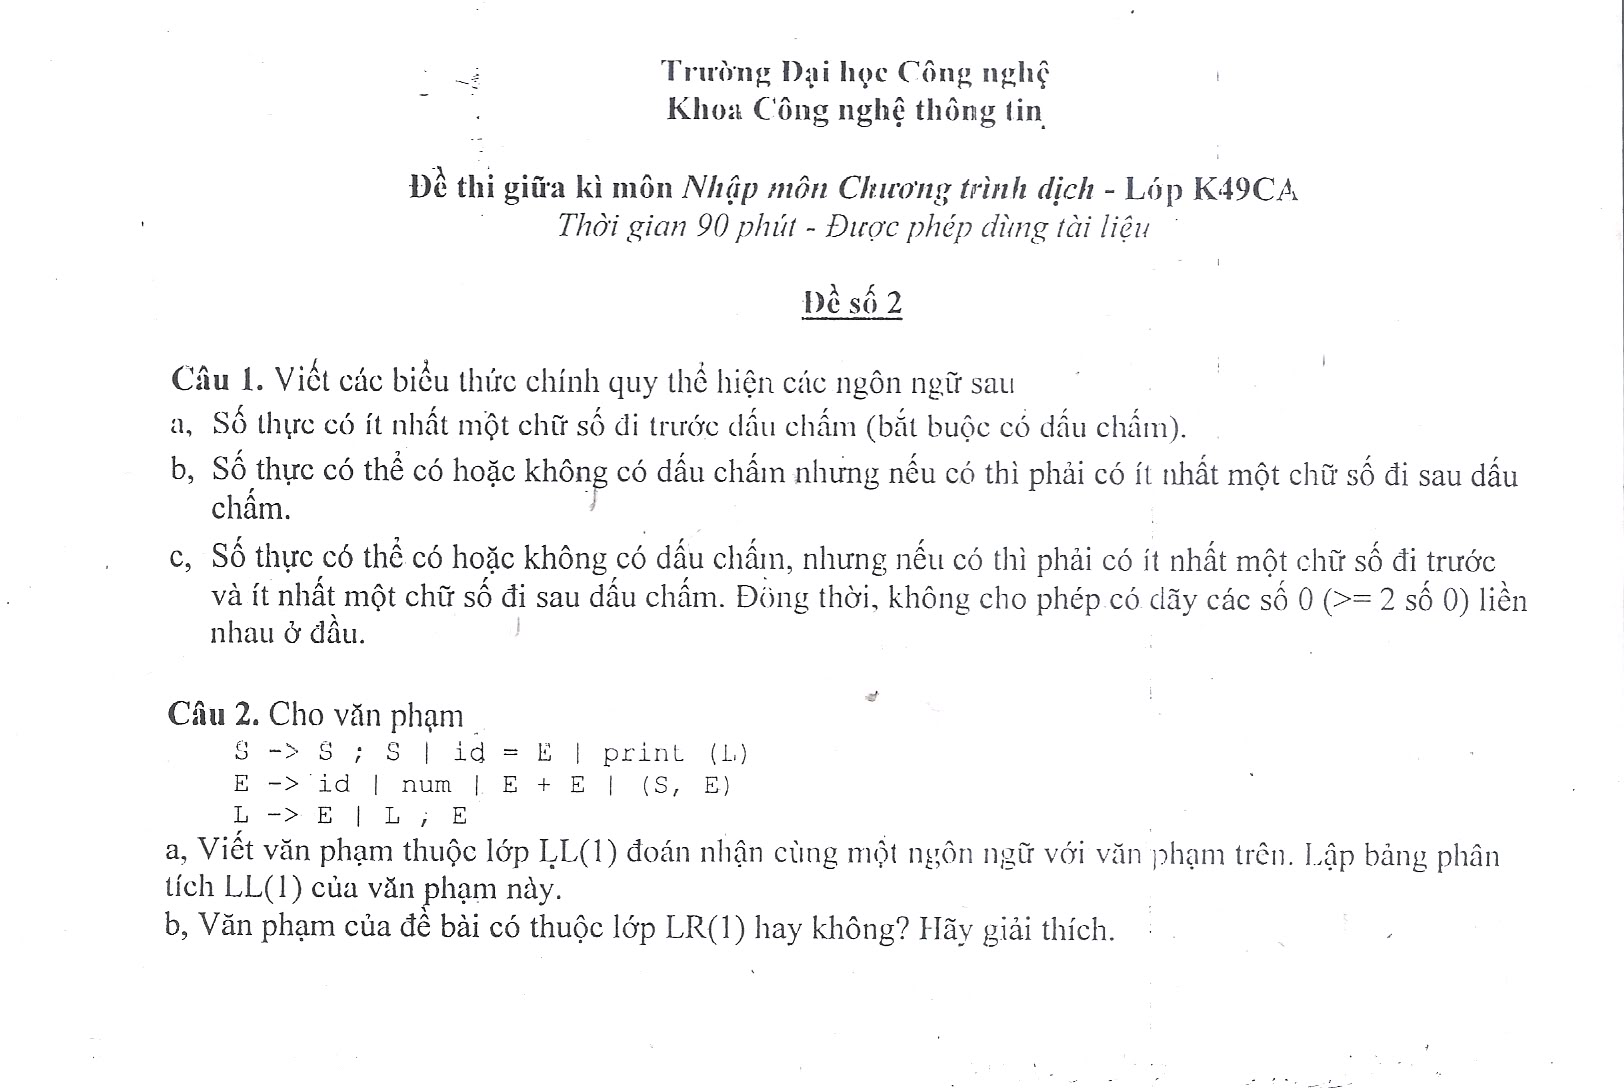 Trường Đại học Công nghệ
Khoa Công nghệ thông tin
Đề thi giữa kì môn Nhập môn Chương trình dịch - Lớp K49CA
Thời gian 90 phút - Được phép dùng tài liệu
Đề số 2
Câu 1. Viết các biểu thức chính quy thể hiện các ngôn ngữ sau
a, Số thực có ít nhất một chữ số đi trước dấu chấm (bắt buộc có dấu chấm).
b, Số thực có thể có hoặc không có dấu chấm nhưng nếu có thì phải có ít nhất một chữ số đi sau dấu
chấm.
c, Số thực có thể có hoặc không có dấu chấm, nhưng nếu có thì phải có ít nhất một chữ số đi trước
và ít nhất một chữ số đi sau dấu chấm. Đồng thời, không cho phép có dãy các số 0 (>= 2 số 0) liền
nhau ở đầu.
Câu 2. Cho văn phạm
S -> S ; S | id = E | print (L)
E -> id | num | E + E | (S, E)
L -> E | L ; E
a, Viết văn phạm thuộc lớp LL(1) đoán nhận cùng một ngôn ngữ với văn phạm trên. Lập bảng phân
tích LL(1) của văn phạm này.
b, Văn phạm của đề bài có thuộc lớp LR(1) hay không? Hãy giải thích.